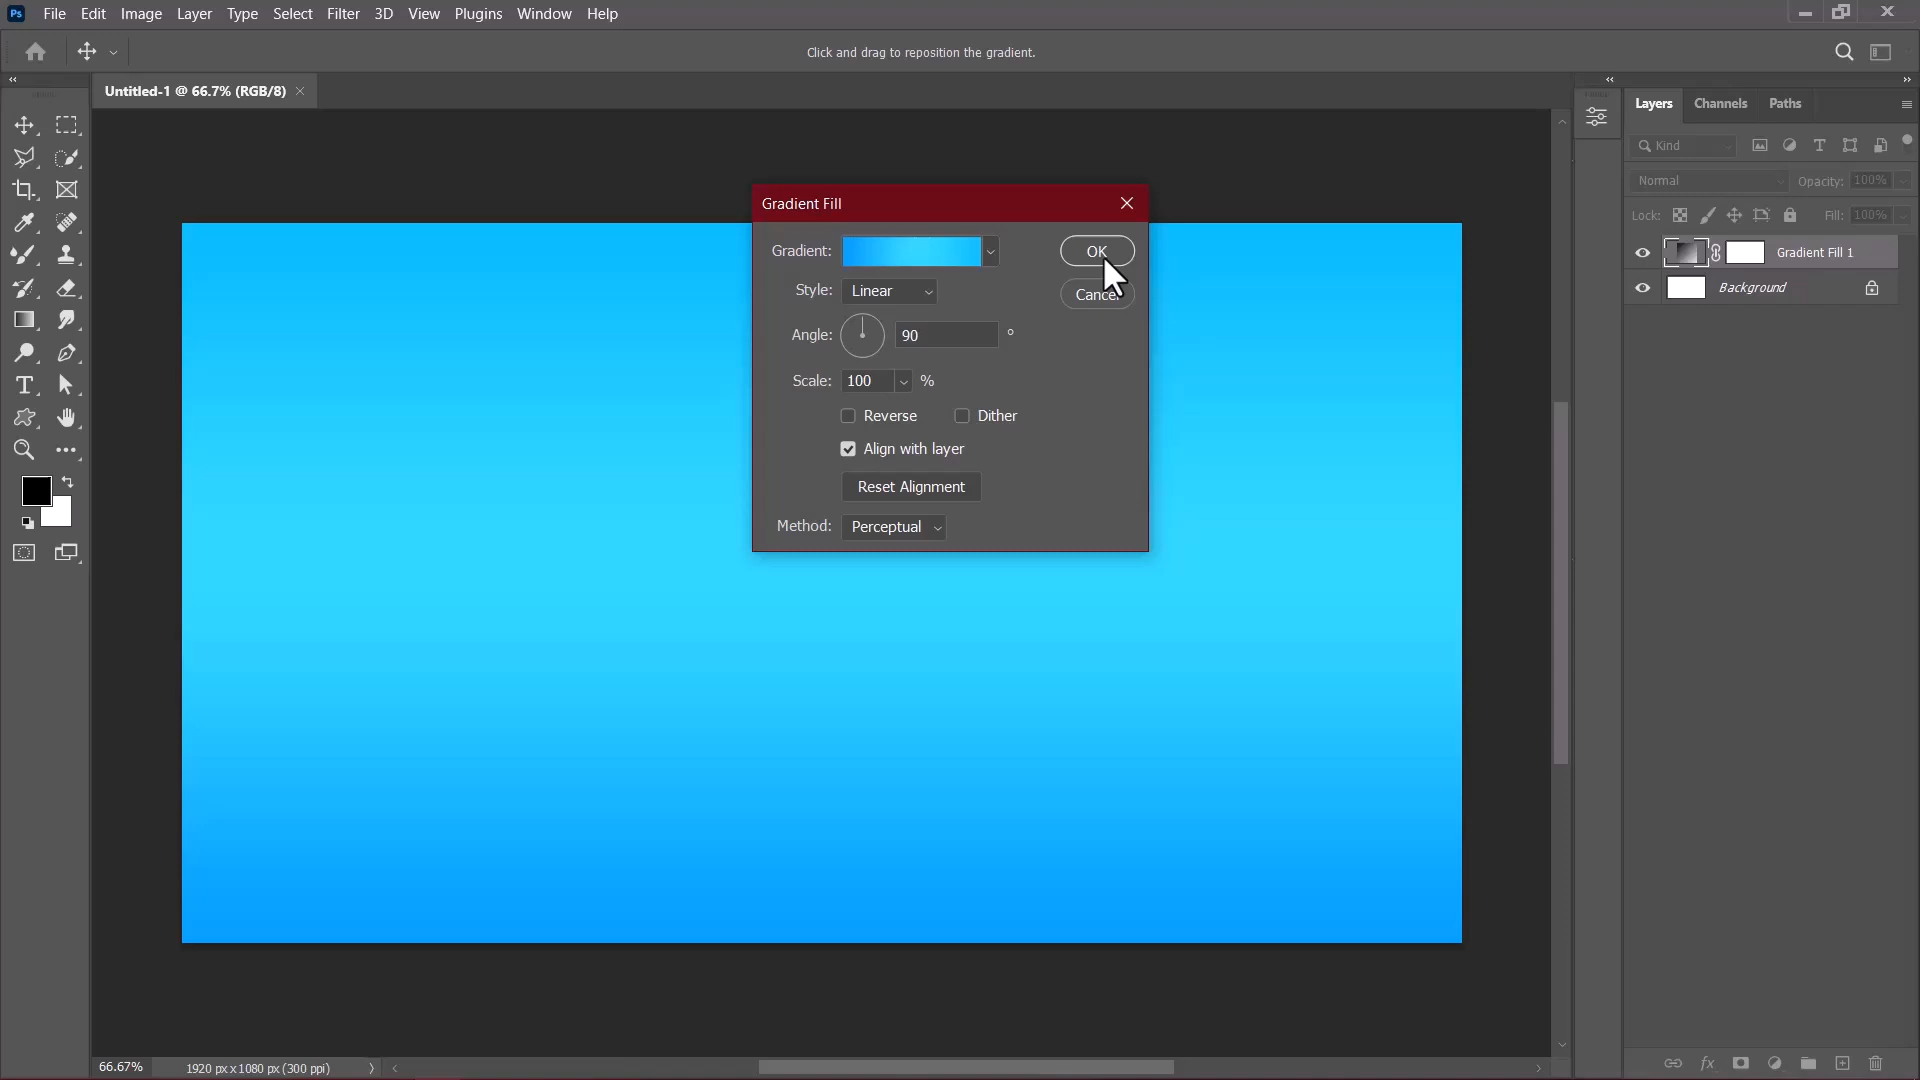 Ps File Edit Image Layer Type Select Filter 3D View Plugins Window Help
Click and drag to reposition the gradient.
Untitled-1 @ 66.7% (RGB/8)
Layers Channels Paths
Kind
Normal Opacity: 100%
Lock: Fill: 100%
Gradient Fill 1
Background
Gradient Fill
Gradient: OK
Style: Linear Cancel
Angle: 90 °
Scale: 100 %
Reverse Dither
Align with layer
Reset Alignment
Method: Perceptual
66.67% 1920 px x 1080 px (300 ppi)